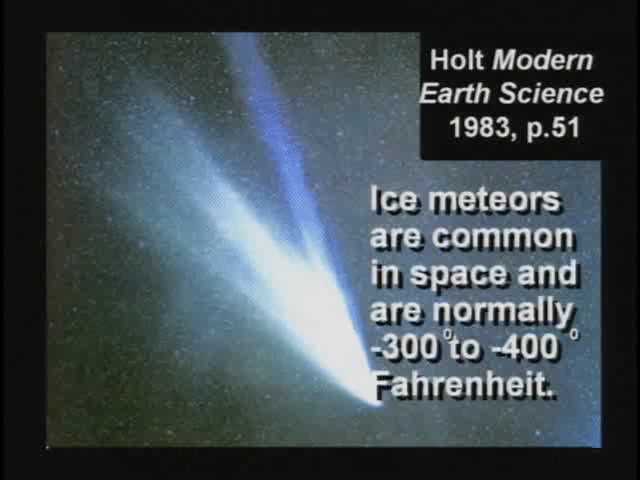 Holt Modern
Earth Science
1983, p.51
Ice meteors
are common
in space and
are normally
-300° to -400°
Fahrenheit.